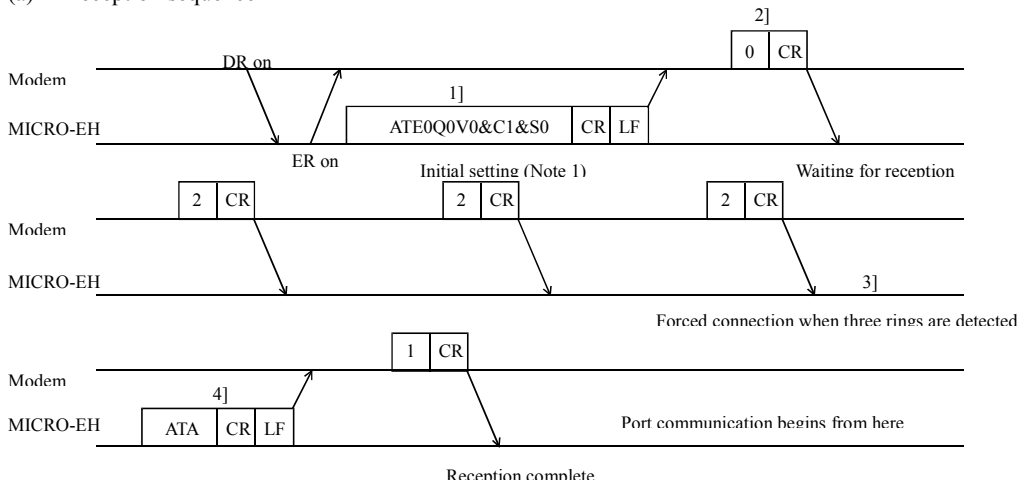 2]
0 CR
DR on
Modem
1]
MICRO-EH ATE0Q0V0&C1&S0 CR LF
ER on
Initial setting (Note 1) Waiting for reception
2 CR 2 CR 2 CR
Modem
MICRO-EH 3]
Forced connection when three rings are detected
1 CR
Modem
4]
MICRO-EH ATA CR LF Port communication begins from here
Reception complete